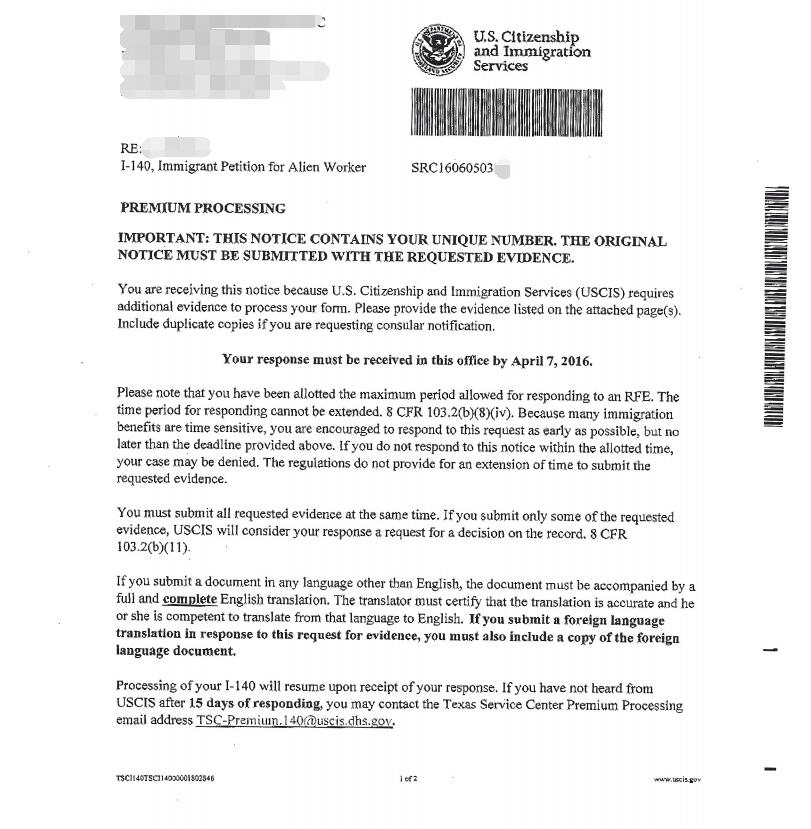 U.S. Citizenship
and Immigration
Services
RE:
I-140, Immigrant Petition for Alien Worker SRC16060503
PREMIUM PROCESSING
IMPORTANT: THIS NOTICE CONTAINS YOUR UNIQUE NUMBER. THE ORIGINAL
NOTICE MUST BE SUBMITTED WITH THE REQUESTED EVIDENCE.
You are receiving this notice because U.S. Citizenship and Immigration Services (USCIS) requires
additional evidence to process your form. Please provide the evidence listed on the attached page(s).
Include duplicate copies if you are requesting consular notification.
Your response must be received in this office by April 7, 2016.
Please note that you have been allotted the maximum period allowed for responding to an RFE. The
time period for responding cannot be extended. 8 CFR 103.2(b)(8)(iv). Because many immigration
benefits are time sensitive, you are encouraged to respond to this request as early as possible, but no
later than the deadline provided above. If you do not respond to this notice within the allotted time,
your case may be denied. The regulations do not provide for an extension of time to submit the
requested evidence.
You must submit all requested evidence at the same time. If you submit only some of the requested
evidence, USCIS will consider your response a request for a decision on the record. 8 CFR
103.2(b)(11).
If you submit a document in any language other than English, the document must be accompanied by a
full and complete English translation. The translator must certify that the translation is accurate and he
or she is competent to translate from that language to English. If you submit a foreign language
translation in response to this request for evidence, you must also include a copy of the foreign
language document.
Processing of your I-140 will resume upon receipt of your response. If you have not heard from
USCIS after 15 days of responding, you may contact the Texas Service Center Premium Processing
email address TSC-Premium.140@uscis.dhs.gov.
TSCI140TSCI14000001802846 1 of 2 www.uscis.gov